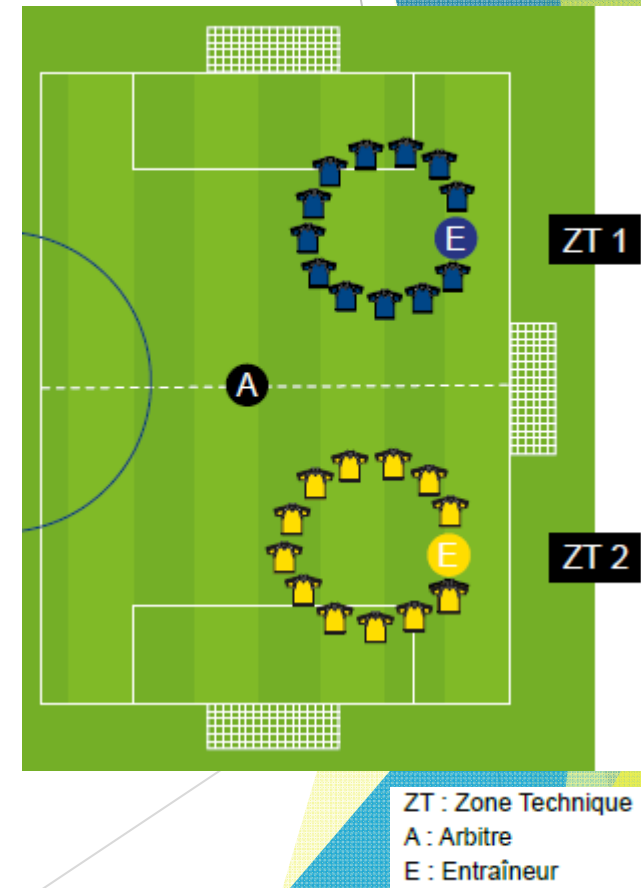 E
ZT 1
A
E
ZT 2
ZT : Zone Technique
A : Arbitre
E : Entraîneur